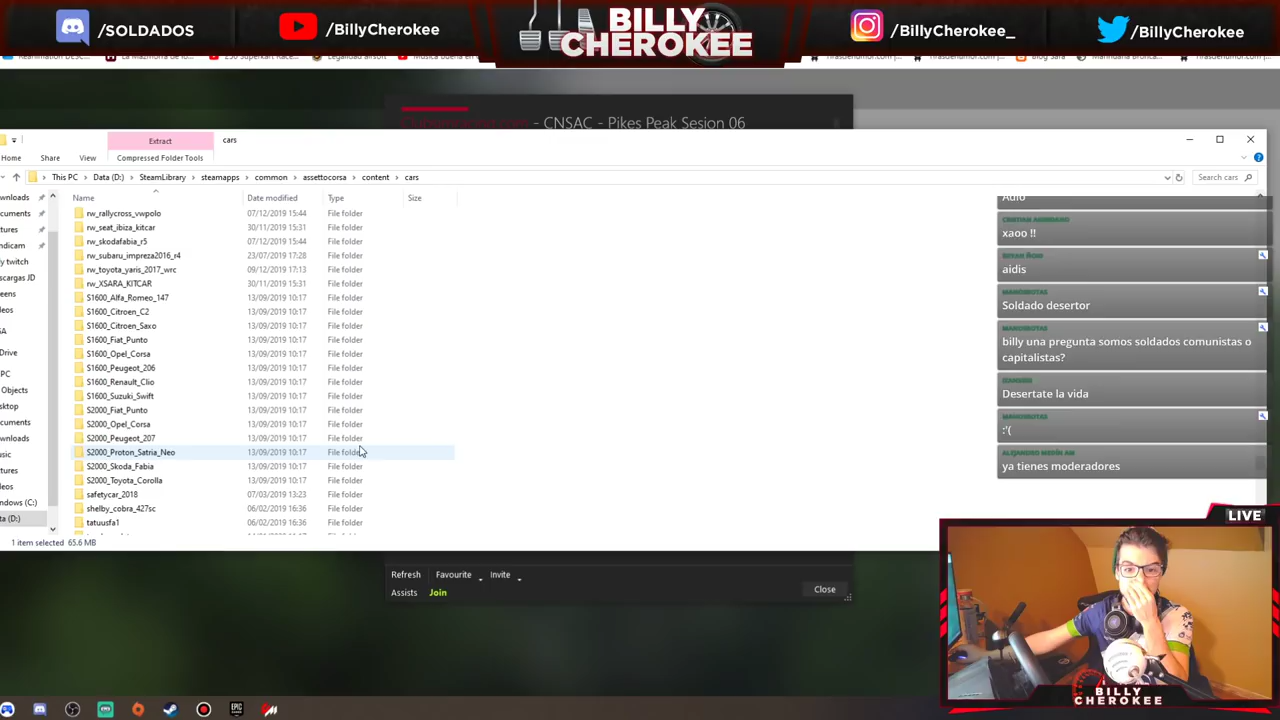 /SOLDADOS
/BillyCherokee
BILLY
CHEROKEE
/BillyCherokee_
/BillyCherokee
- CNSAC - Pikes Peak Sesion 06
Extract
cars
Home
Share
View
Compressed Folder Tools
This PC > Data (D:) > SteamLibrary > steamapps > common > assettocorsa > content > cars
Search cars
Name
Date modified
Type
Size
rw_rallycross_vwpolo 07/12/2019 15:44 File folder
rw_seat_ibiza_kitcar 30/11/2019 15:31 File folder
rw_skodafabia_r5 07/12/2019 15:44 File folder
rw_subaru_impreza2016_r4 23/07/2019 17:28 File folder
rw_toyota_yaris_2017_wrc 09/12/2019 17:13 File folder
rw_XSARA_KITCAR 30/11/2019 15:31 File folder
S1600_Alfa_Romeo_147 13/09/2019 10:17 File folder
S1600_Citroen_C2 13/09/2019 10:17 File folder
S1600_Citroen_Saxo 13/09/2019 10:17 File folder
S1600_Fiat_Punto 13/09/2019 10:17 File folder
S1600_Opel_Corsa 13/09/2019 10:17 File folder
S1600_Peugeot_206 13/09/2019 10:17 File folder
S1600_Renault_Clio 13/09/2019 10:17 File folder
S1600_Suzuki_Swift 13/09/2019 10:17 File folder
S2000_Fiat_Punto 13/09/2019 10:17 File folder
S2000_Opel_Corsa 13/09/2019 10:17 File folder
S2000_Peugeot_207 13/09/2019 10:17 File folder
S2000_Proton_Satria_Neo 13/09/2019 10:17 File folder
S2000_Skoda_Fabia 13/09/2019 10:17 File folder
S2000_Toyota_Corolla 13/09/2019 10:17 File folder
safetycar_2018 07/03/2019 13:23 File folder
shelby_cobra_427sc 06/02/2019 16:36 File folder
tatuusfa1 06/02/2019 16:36 File folder
1 item selected 65.6 MB
xaoo !!
aidis
Soldado desertor
billy una pregunta somos soldados comunistas o
capitalistas?
Desertate la vida
:'(
ya tienes moderadores
LIVE
Refresh
Favourite
Invite
Assists
Join
Close
BILLY
CHEROKEE